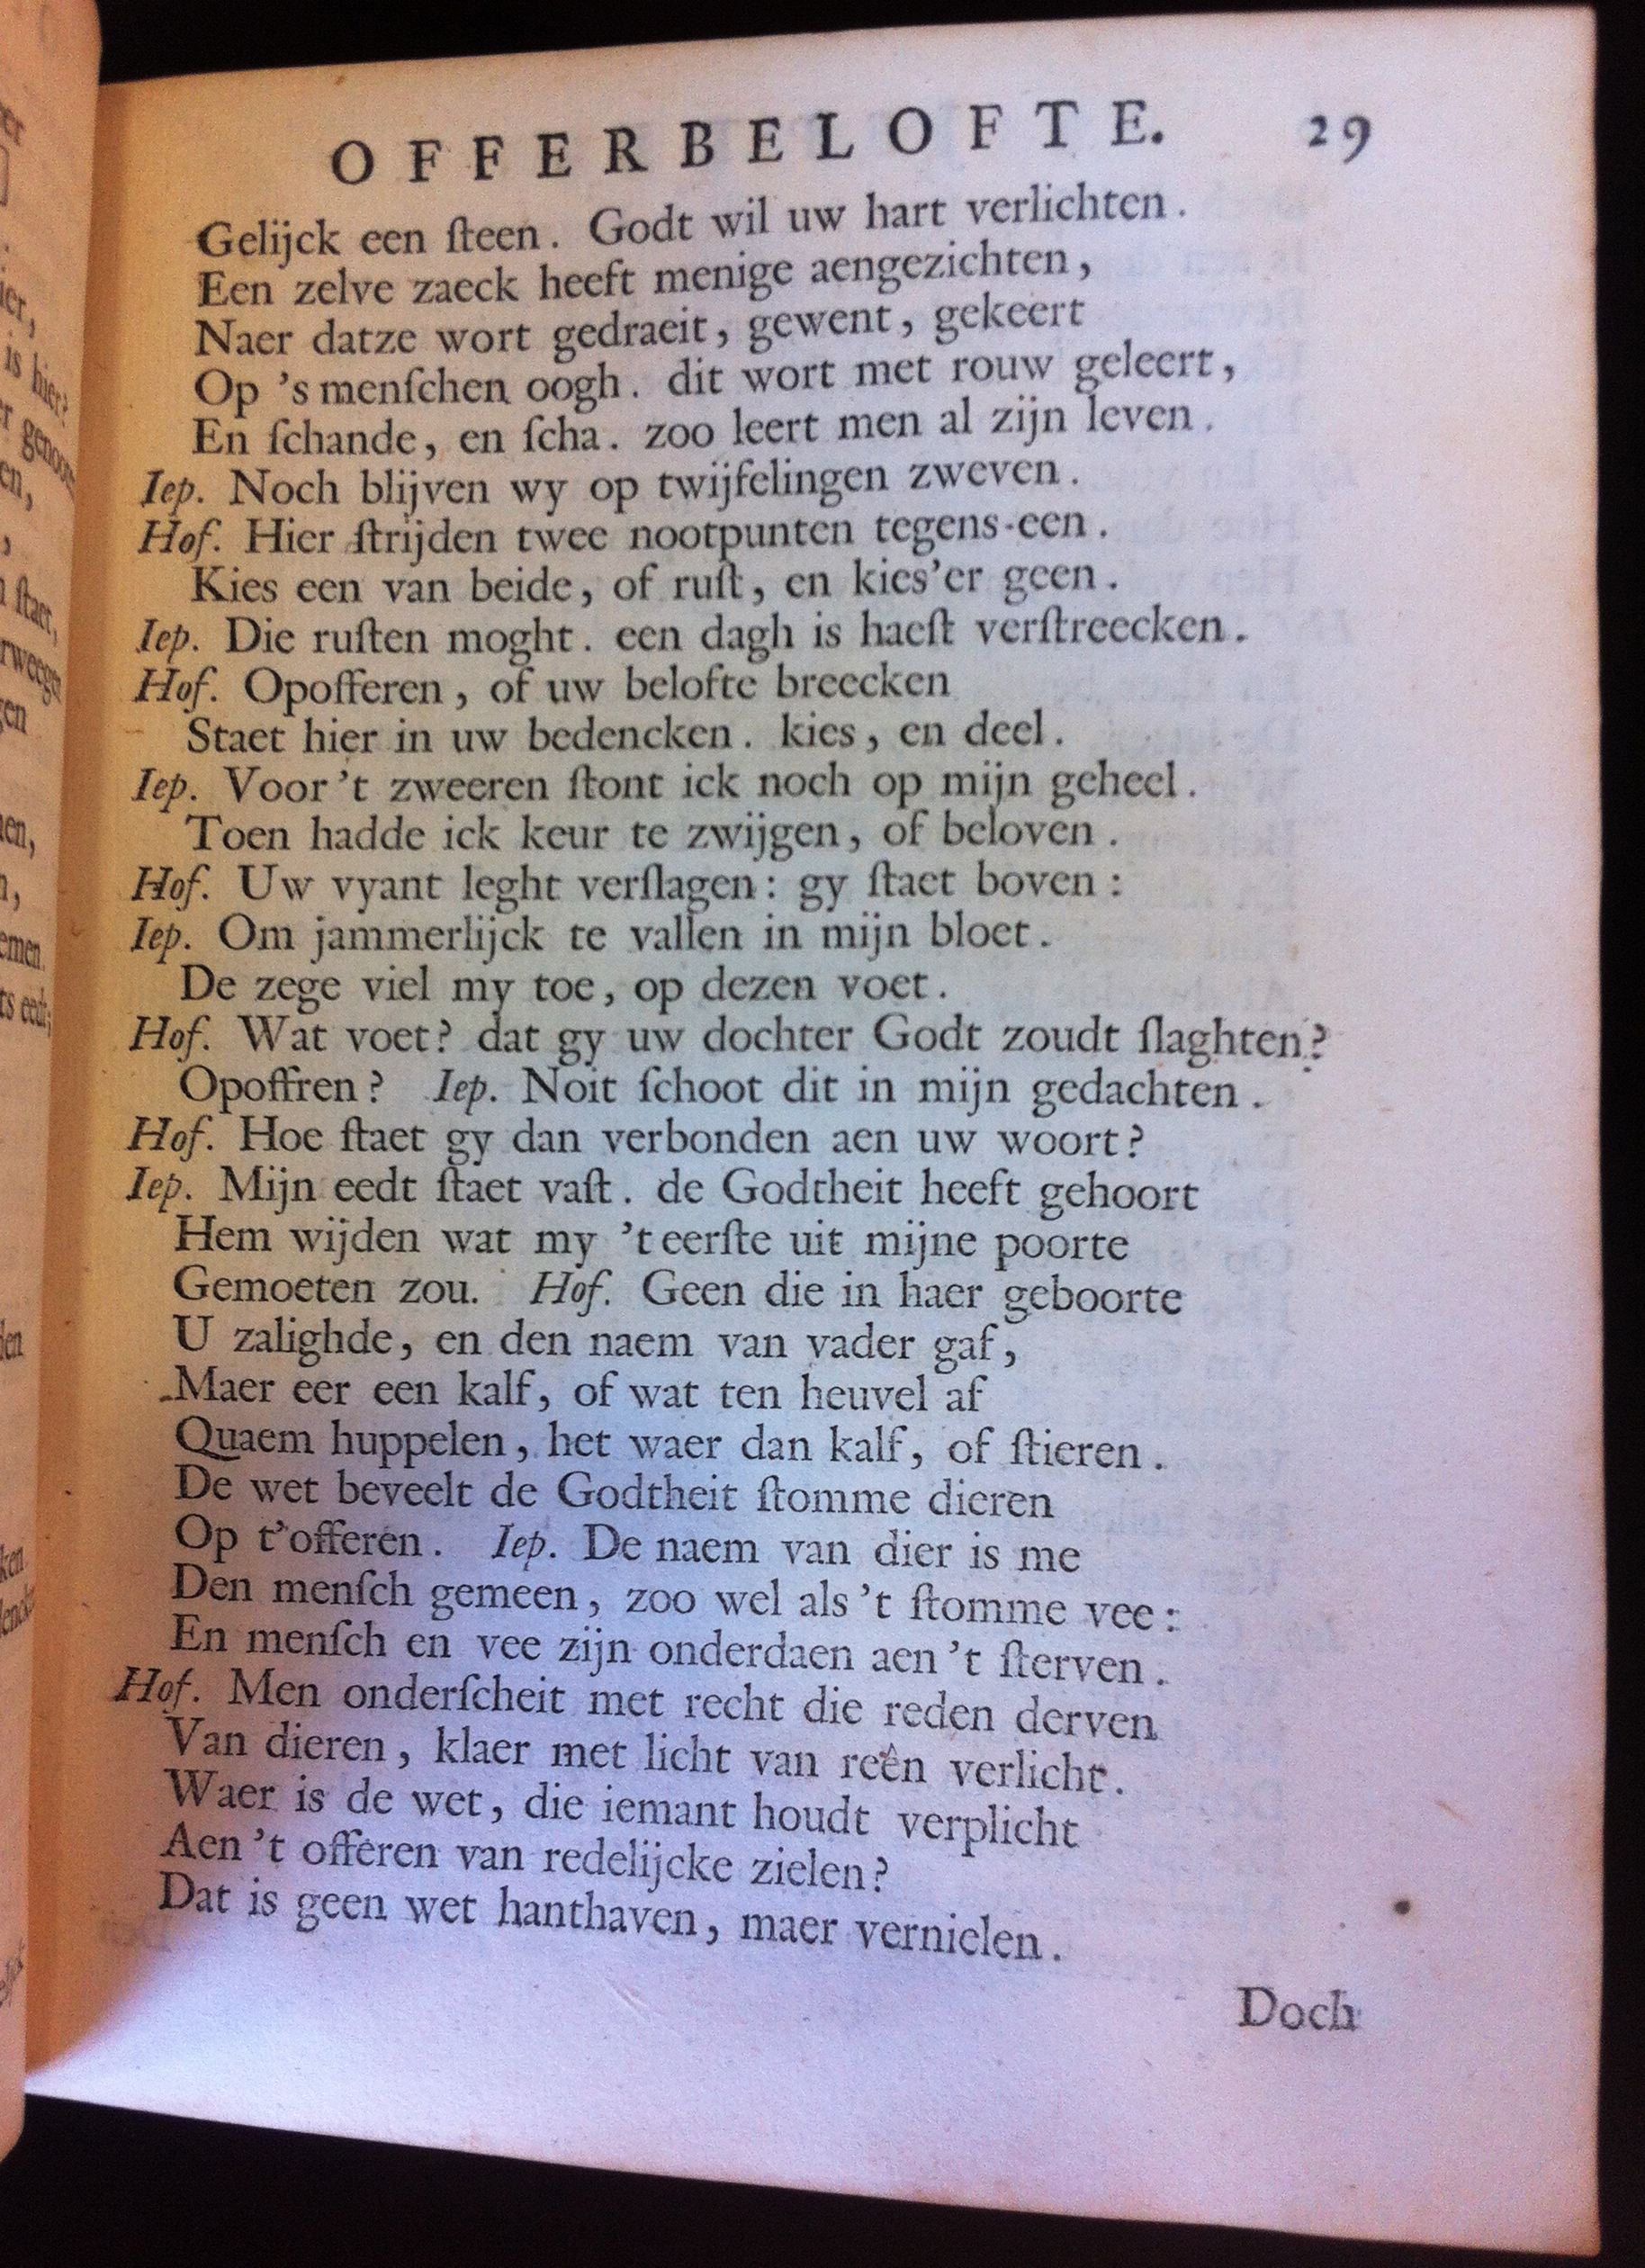 OFFERBELOFTE. 29
Gelijck een ſteen. Godt wil uw hart verlichten.
Een zelve zaeck heeft menige aengezichten,
Naer datze wort gedraeit, gewent, gekeert
Op 's menſchen oogh. dit wort met rouw geleert,
En ſchande, en ſcha. zoo leert men al zijn leven.
Iep. Noch blijven wy op twijfelingen zweven.
Hof. Hier ſtrijden twee nootpunten tegens-een.
Kies een van beide, of ruſt, en kies'er geen.
Iep. Die ruſten moght. een dagh is haeſt verſtreecken.
Hof. Opofferen, of uw belofte breecken
Staet hier in uw bedencken. kies, en deel.
Iep. Voor 't zweeren ſtont ick noch op mijn geheel.
Toen hadde ick keur te zwijgen, of beloven.
Hof. Uw vyant leght verſlagen: gy ſtaet boven:
Iep. Om jammerlijck te vallen in mijn bloet.
De zege viel my toe, op dezen voet.
Hof. Wat voet? dat gy uw dochter Godt zoudt ſlaghten?
Opoffren? Iep. Noit ſchoot dit in mijn gedachten.
Hof. Hoe ſtaet gy dan verbonden aen uw woort?
Iep. Mijn eedt ſtaet vaſt. de Godtheit heeft gehoort
Hem wijden wat my 't eerſte uit mijne poorte
Gemoeten zou. Hof. Geen die in haer geboorte
U zalighde, en den naem van vader gaf,
Maer eer een kalf, of wat ten heuvel af
Quaem huppelen, het waer dan kalf, of ſtieren.
De wet beveelt de Godtheit ſtomme dieren
Op t'offeren. Iep. De naem van dier is me
Den menſch gemeen, zoo wel als 't ſtomme vee:
En menſch en vee zijn onderdaen aen 't ſterven.
Hof. Men onderſcheit met recht die reden derven
Van dieren, klaer met licht van reên verlicht.
Waer is de wet, die iemant houdt verplicht
Aen 't offeren van redelijcke zielen?
Dat is geen wet hanthaven, maer vernielen.
Doch